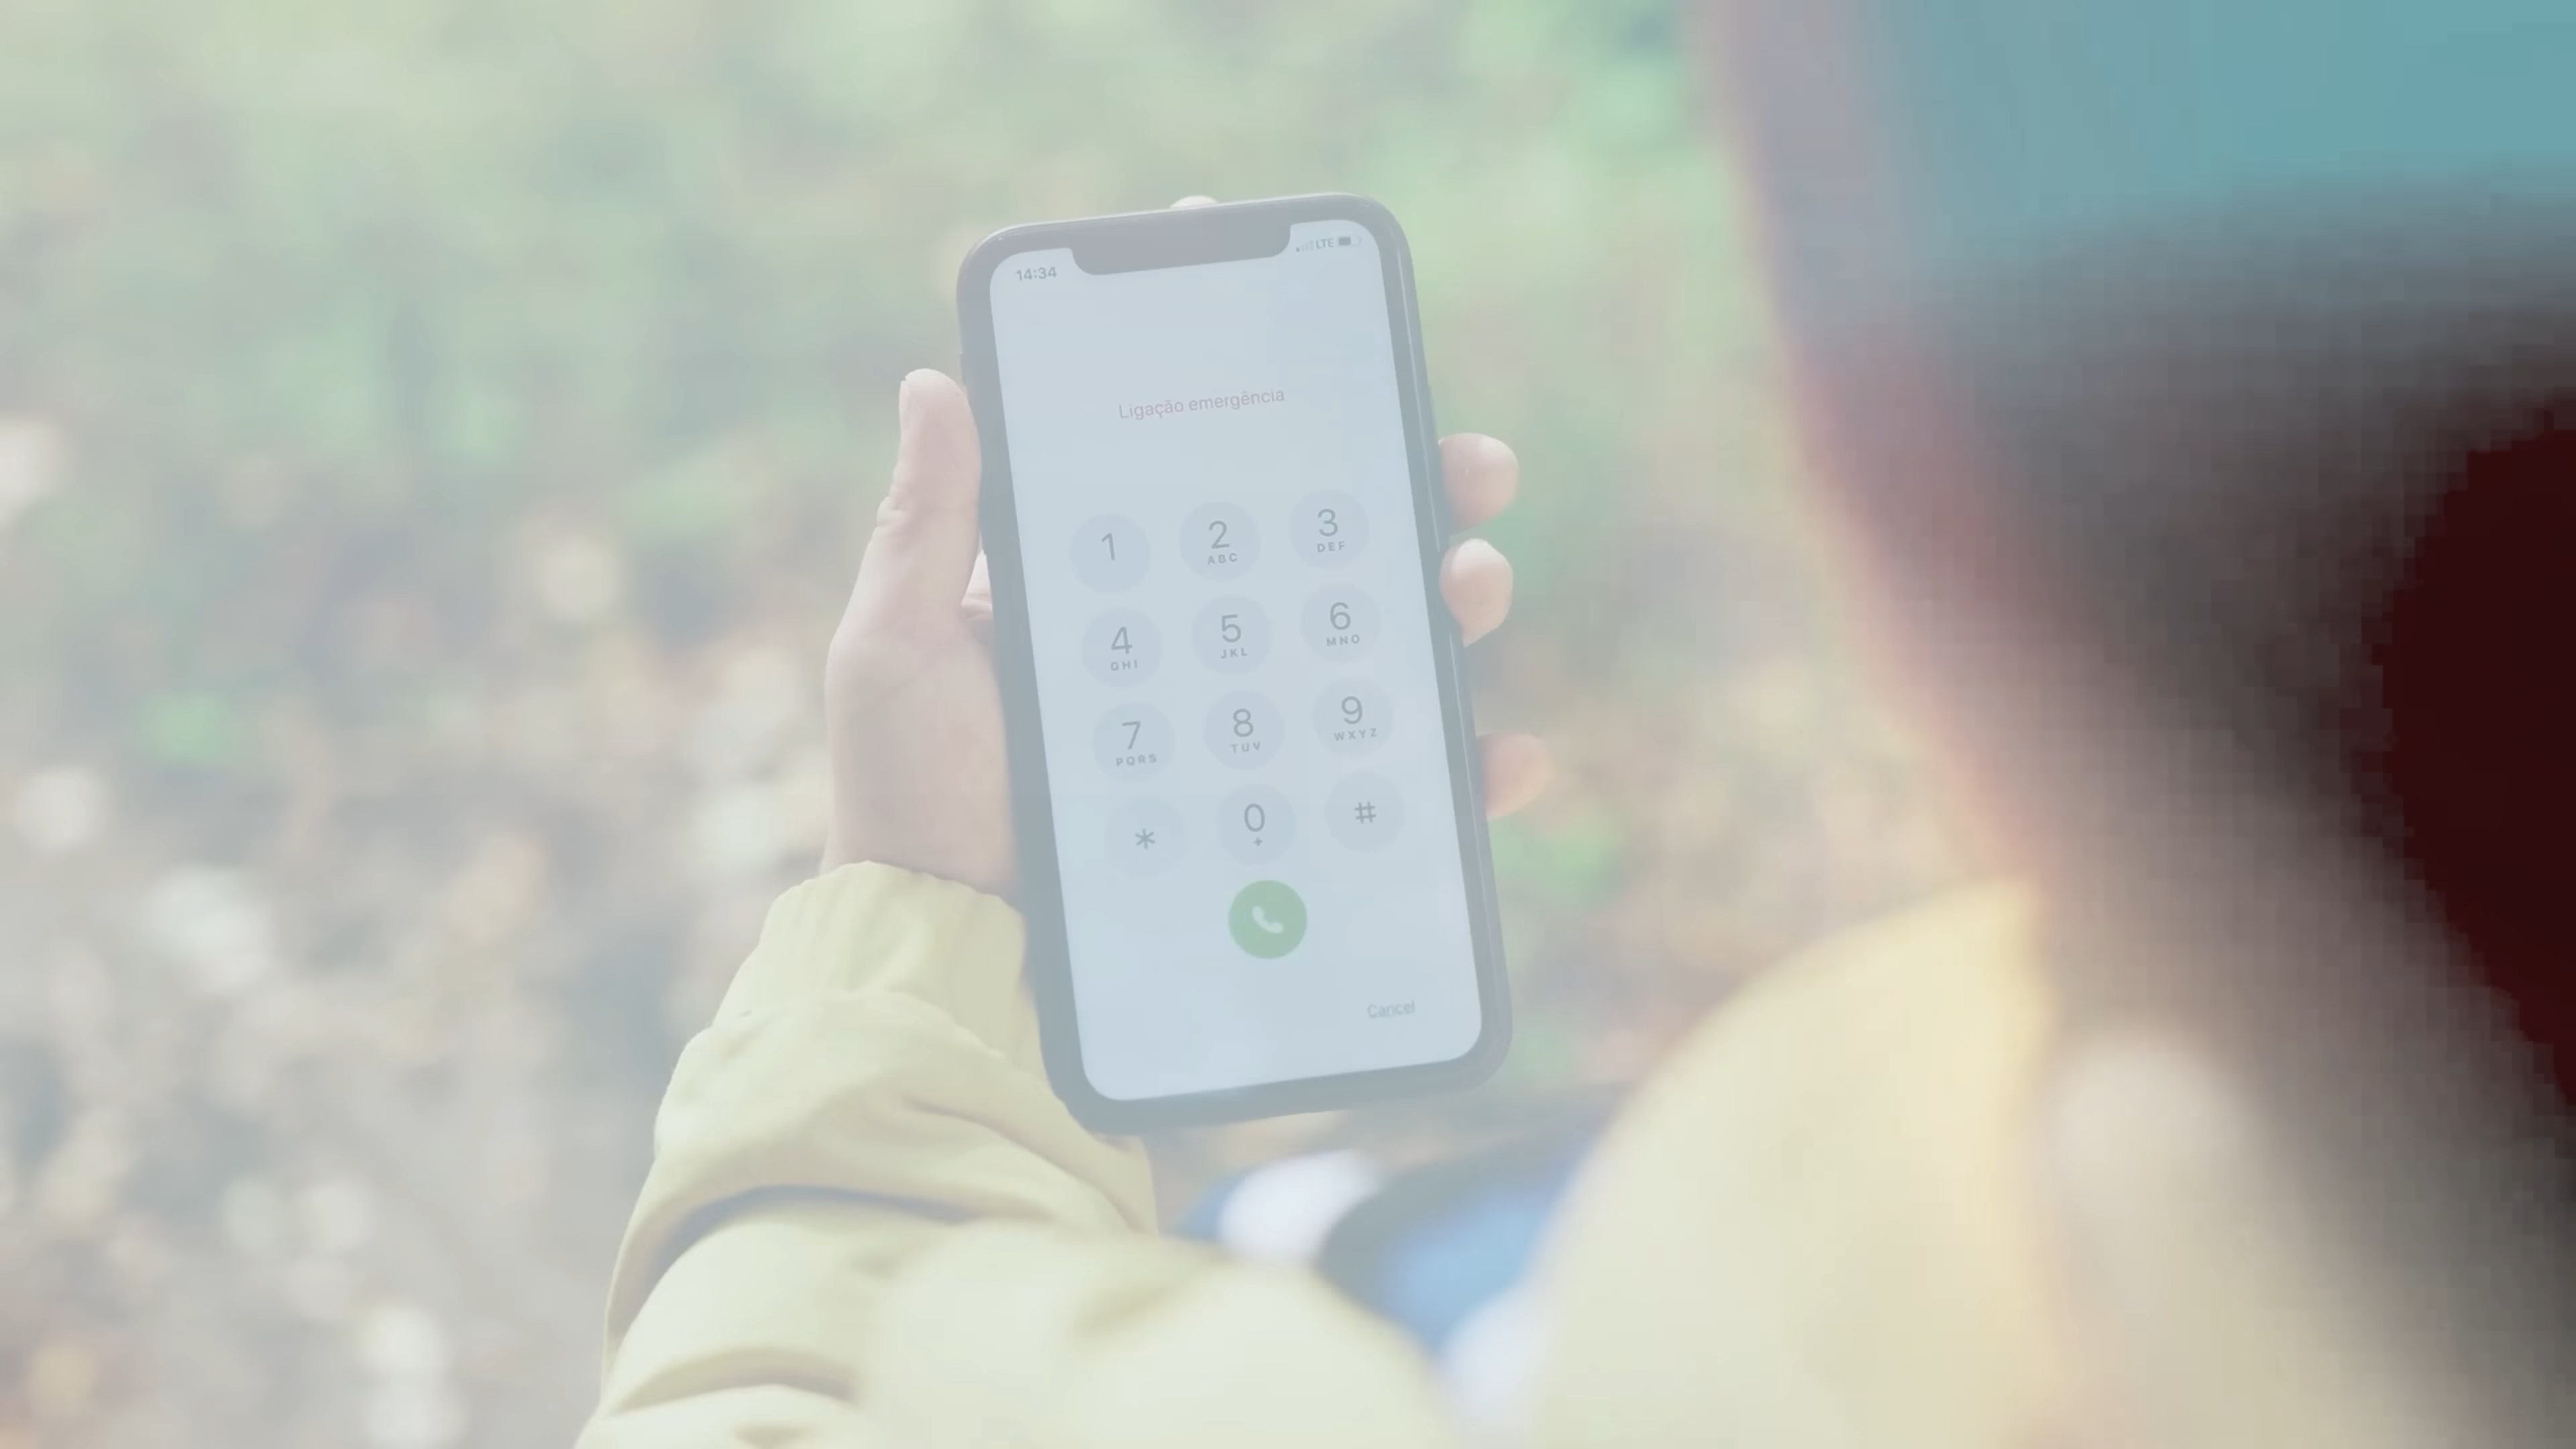 14:34
LTE
Ligação emergência
1 2 3
ABC DEF
4 5 6
GHI JKL MNO
7 8 9
PQRS TUV WXYZ
* 0 #
+
Cancel